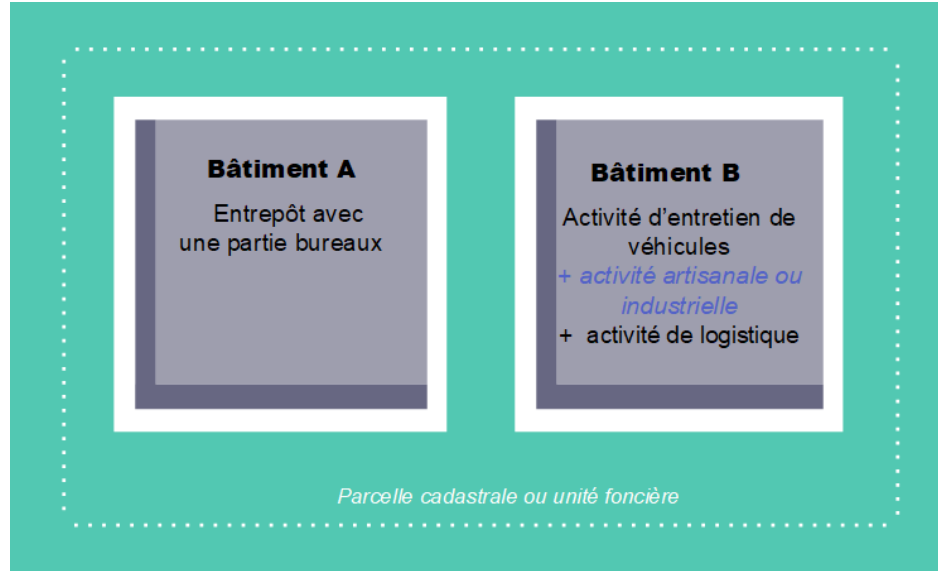 Bâtiment A
Entrepôt avec
une partie bureaux
Bâtiment B
Activité d’entretien de
véhicules
+ activité artisanale ou
industrielle
+ activité de logistique
Parcelle cadastrale ou unité foncière